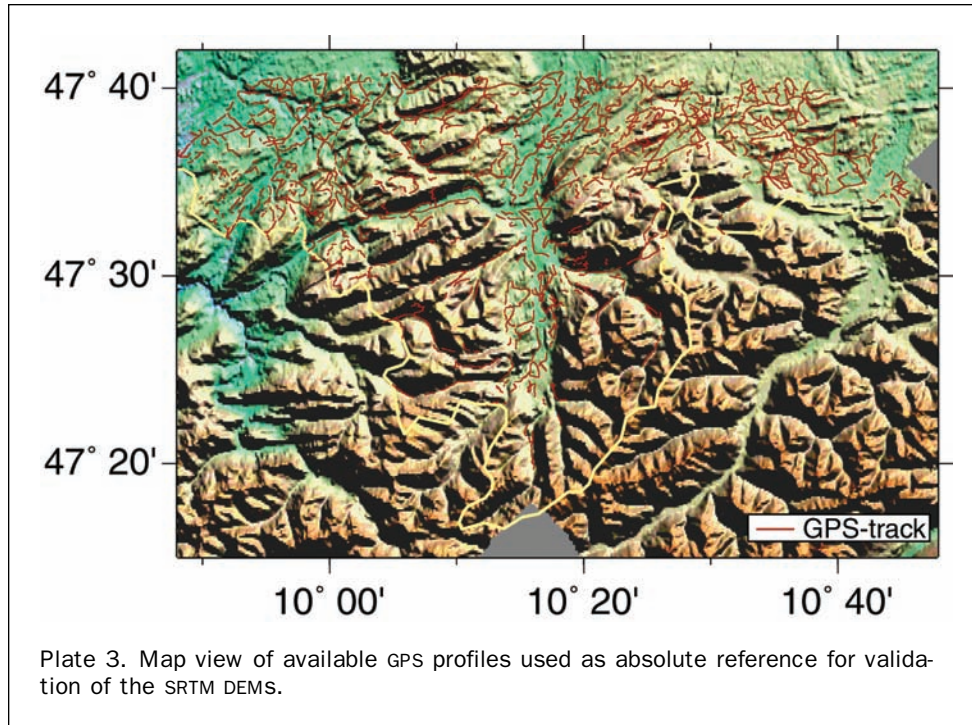 47° 40'
47° 30'
47° 20'
GPS-track
10° 00' 10° 20' 10° 40'
Plate 3. Map view of available GPS profiles used as absolute reference for valida-
tion of the SRTM DEMs.